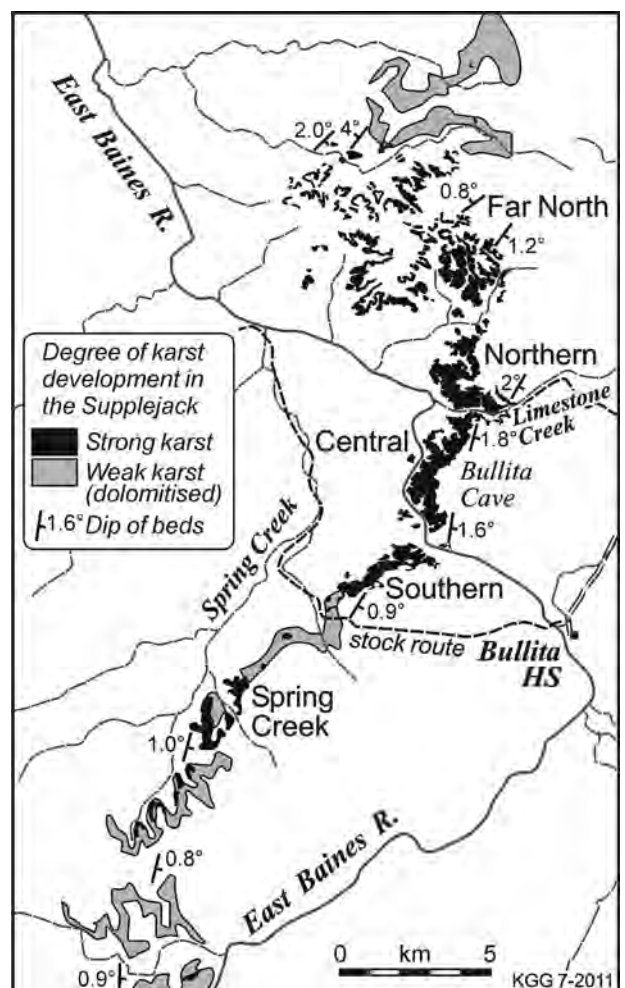 East Baines R.
2.0°
4°
0.8°
Far North
1.2°
Degree of karst
development in
the Supplejack
Strong karst
Weak karst
(dolomitised)
1.6° Dip of beds
Northern
2°
Limestone
Creek
Central
1.8°
Bullita
Cave
1.6°
Spring Creek
Southern
0.9°
stock route
Bullita
HS
Spring
Creek
1.0°
0.8°
East Baines R.
0.9°
0 km 5
KGG 7-2011